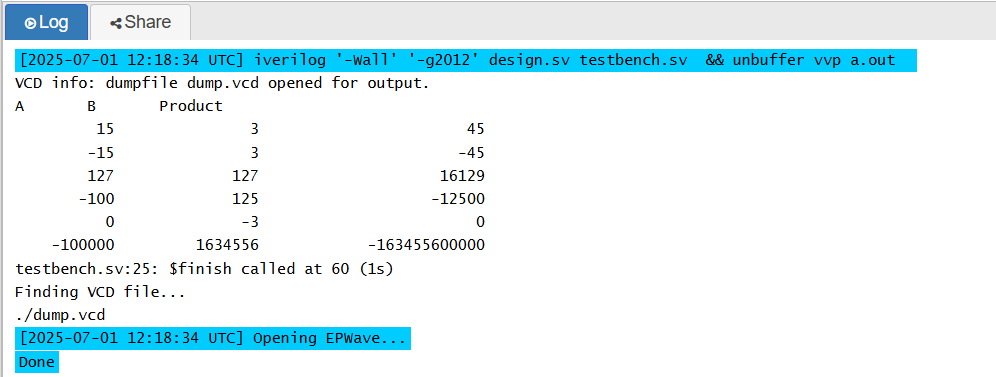 Log Share
[2025-07-01 12:18:34 UTC] iverilog '-Wall' '-g2012' design.sv testbench.sv  && unbuffer vvp a.out
VCD info: dumpfile dump.vcd opened for output.
A B Product
15 3 45
-15 3 -45
127 127 16129
-100 125 -12500
0 -3 0
-100000 1634556 -163455600000
testbench.sv:25: $finish called at 60 (1s)
Finding VCD file...
./dump.vcd
[2025-07-01 12:18:34 UTC] Opening EPWave...
Done